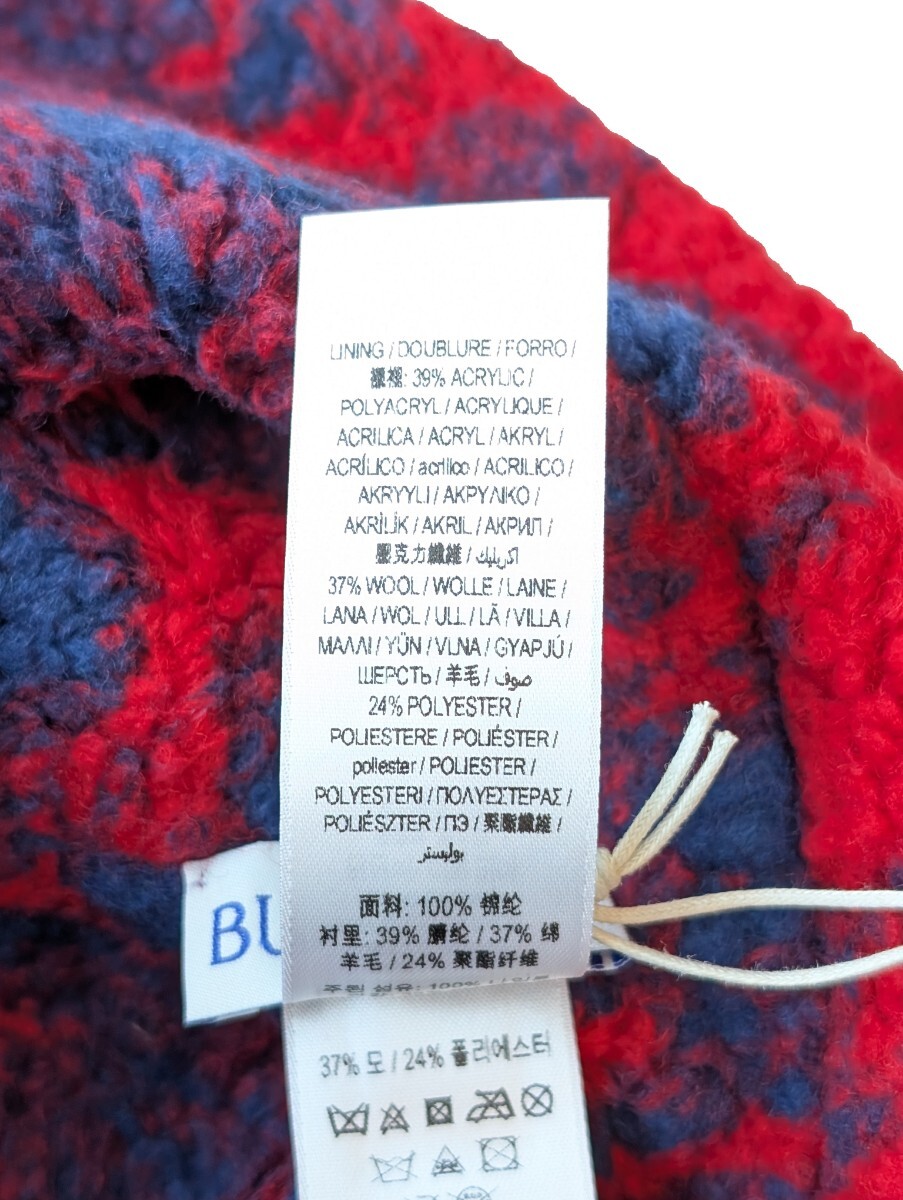 LINING / DOUBLURE / FORRO /
襯裡: 39% ACRYLIC /
POLYACRYL / ACRYLIQUE /
ACRILICA / ACRYL / AKRYL /
ACRÍLICO / acrílico / ACRILICO /
AKRYYLI / ΑΚΡΥΛΙΚΟ /
AKRİLİK / AKRIL / АКРИЛ /
壓克力纖維 / اكريليك
37% WOOL / WOLLE / LAINE /
LANA / WOL / ULL / LÃ / VILLA /
ΜΑΛΛΙ / YÜN / VLNA / GYAPJÚ /
ШЕРСТЬ / 羊毛 / صوف
24% POLYESTER /
POLIESTERE / POLIÉSTER /
poliester / POLIESTER /
POLYESTERI / ΠΟΛΥΕΣΤΕΡΑΣ /
POLIÉSZTER / ПЭ / 聚酯纖維 /
بوليستر
面料: 100% 锦纶
衬里: 39% 腈纶 / 37% 绵
羊毛 / 24% 聚酯纤维
BU
37% 모 / 24% 폴리에스터